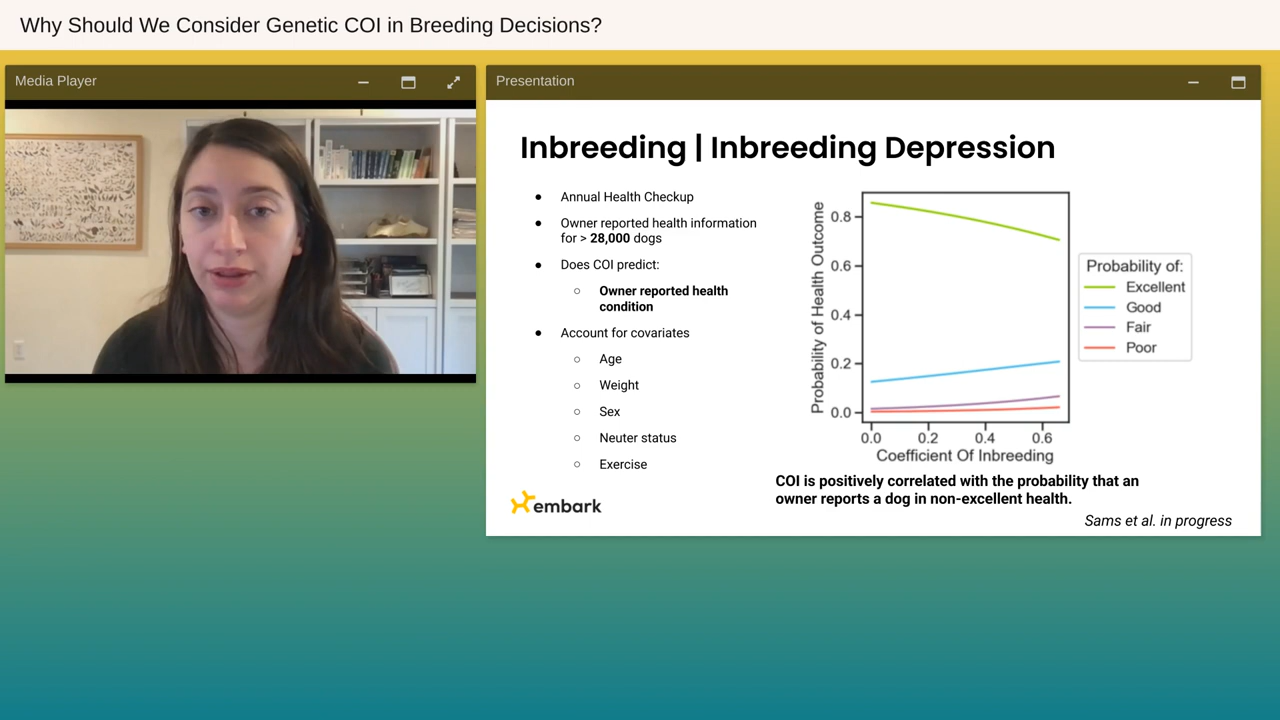 Why Should We Consider Genetic COI in Breeding Decisions?
Media Player
Presentation
Inbreeding | Inbreeding Depression
● Annual Health Checkup
● Owner reported health information
for > 28,000 dogs
● Does COI predict:
○ Owner reported health
condition
● Account for covariates
○ Age
○ Weight
○ Sex
○ Neuter status
○ Exercise
embark
Probability of Health Outcome
0.8
0.6
0.4
0.2
0.0
0.0 0.2 0.4 0.6
Coefficient Of Inbreeding
Probability of:
Excellent
Good
Fair
Poor
COI is positively correlated with the probability that an
owner reports a dog in non-excellent health.
Sams et al. in progress